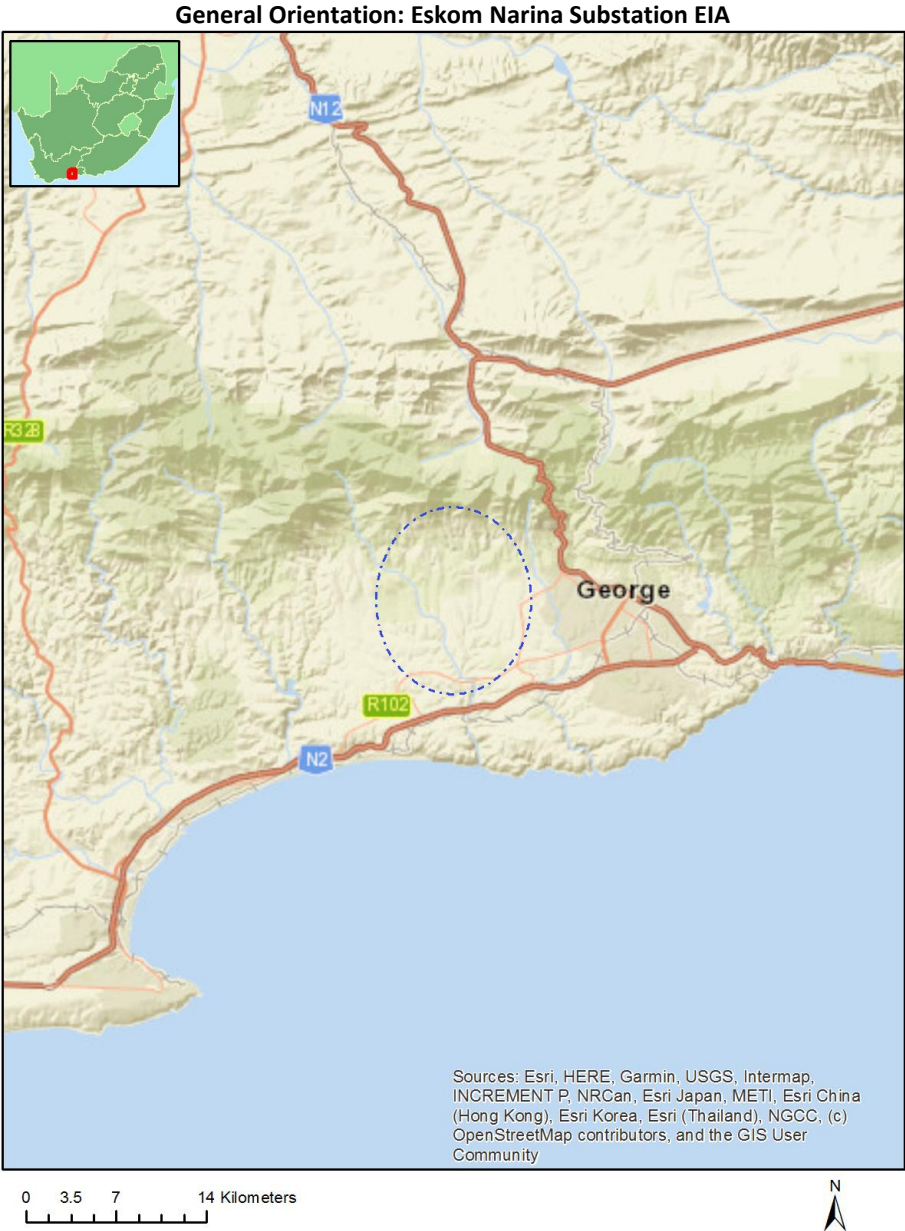 General Orientation: Eskom Narina Substation EIA
N12
R328
George
R102
N2
Sources: Esri, HERE, Garmin, USGS, Intermap,
INCREMENT P, NRCan, Esri Japan, METI, Esri China
(Hong Kong), Esri Korea, Esri (Thailand), NGCC, (c)
OpenStreetMap contributors, and the GIS User
Community
0 3.5 7 14 Kilometers
N